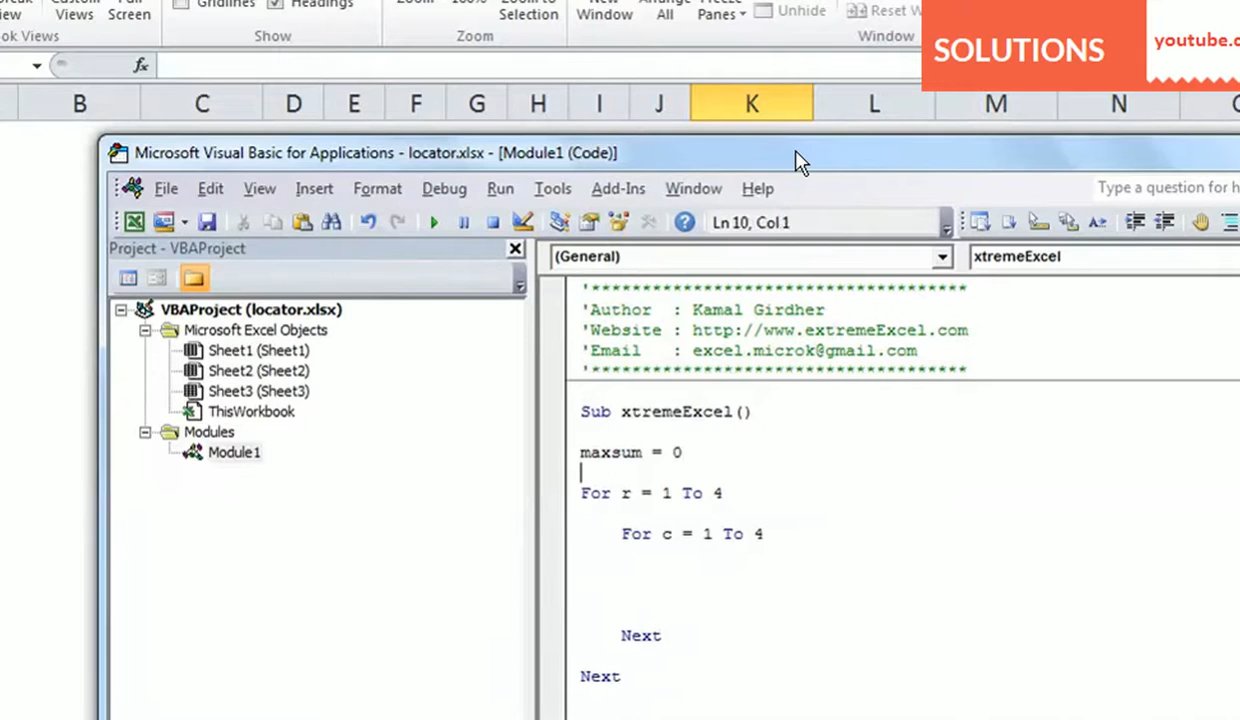 Custom
View
Views
Full
Screen
ok Views
Gridlines
Headings
Show
Zoom
100%
Zoom to
Selection
Zoom
New
Window
Arrange
All
Freeze
Panes
Unhide
Reset W
Window
SOLUTIONS
youtube.c
fx
B C D E F G H I J K L M N
Microsoft Visual Basic for Applications - locator.xlsx - [Module1 (Code)]
File Edit View Insert Format Debug Run Tools Add-Ins Window Help
Type a question for h
Ln 10, Col 1
Project - VBAProject
(General)
xtremeExcel
VBAProject (locator.xlsx)
Microsoft Excel Objects
Sheet1 (Sheet1)
Sheet2 (Sheet2)
Sheet3 (Sheet3)
ThisWorkbook
Modules
Module1
'*************************************
'Author : Kamal Girdher
'Website : http://www.extremeExcel.com
'Email : excel.microk@gmail.com
'*************************************
Sub xtremeExcel()
maxsum = 0
For r = 1 To 4
For c = 1 To 4
Next
Next